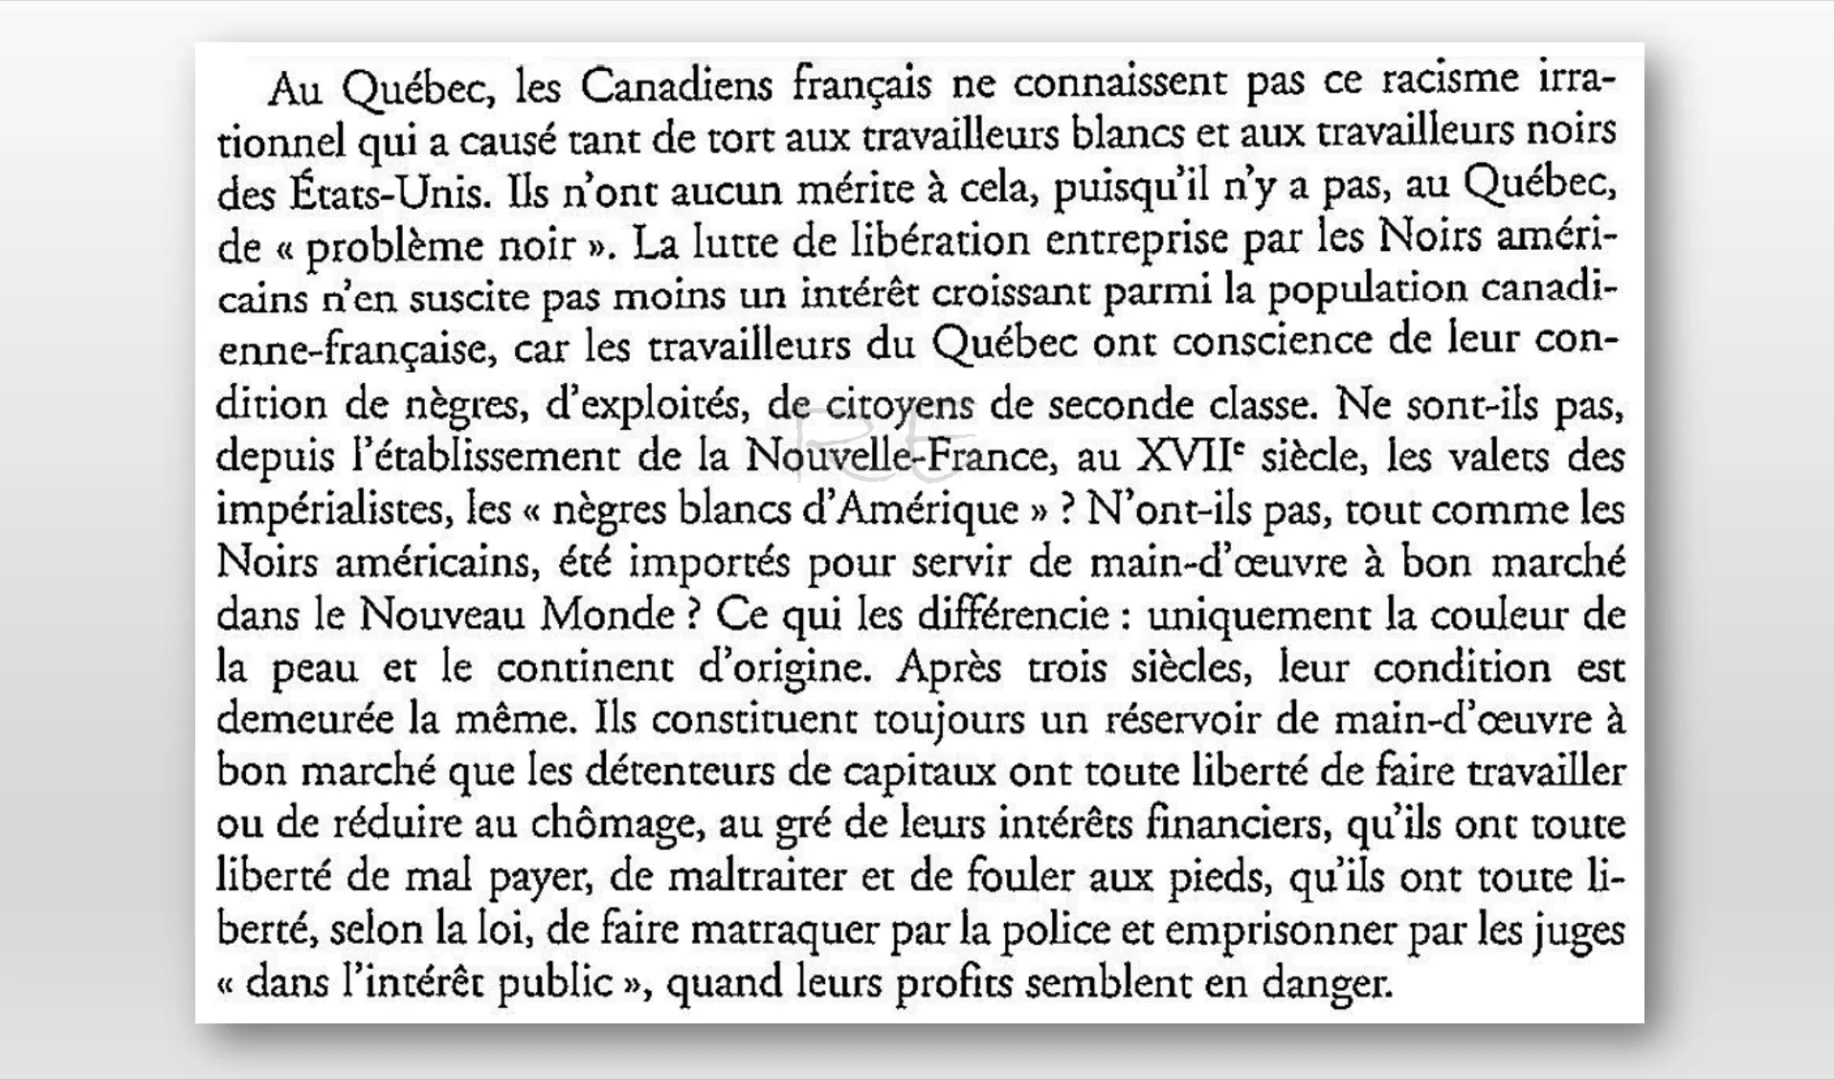 Au Québec, les Canadiens français ne connaissent pas ce racisme irra-
tionnel qui a causé tant de tort aux travailleurs blancs et aux travailleurs noirs
des États-Unis. Ils n'ont aucun mérite à cela, puisqu'il n'y a pas, au Québec,
de « problème noir ». La lutte de libération entreprise par les Noirs améri-
cains n'en suscite pas moins un intérêt croissant parmi la population canadi-
enne-française, car les travailleurs du Québec ont conscience de leur con-
dition de nègres, d'exploités, de citoyens de seconde classe. Ne sont-ils pas,
depuis l'établissement de la Nouvelle-France, au XVIIe siècle, les valets des
impérialistes, les « nègres blancs d'Amérique » ? N'ont-ils pas, tout comme les
Noirs américains, été importés pour servir de main-d'œuvre à bon marché
dans le Nouveau Monde ? Ce qui les différencie : uniquement la couleur de
la peau et le continent d'origine. Après trois siècles, leur condition est
demeurée la même. Ils constituent toujours un réservoir de main-d'œuvre à
bon marché que les détenteurs de capitaux ont toute liberté de faire travailler
ou de réduire au chômage, au gré de leurs intérêts financiers, qu'ils ont toute
liberté de mal payer, de maltraiter et de fouler aux pieds, qu'ils ont toute li-
berté, selon la loi, de faire matraquer par la police et emprisonner par les juges
« dans l'intérêt public », quand leurs profits semblent en danger.